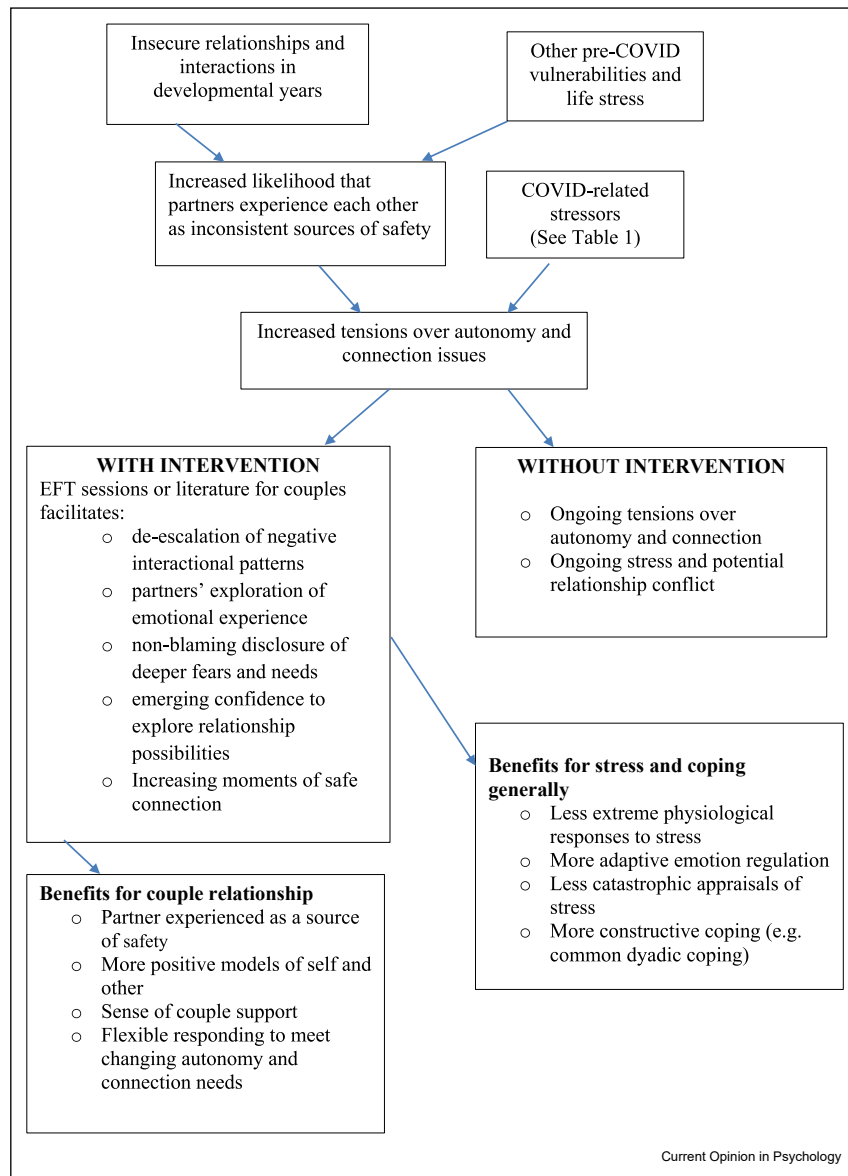 Insecure relationships and
interactions in
developmental years
Other pre-COVID
vulnerabilities and
life stress
Increased likelihood that
partners experience each other
as inconsistent sources of safety
COVID-related
stressors
(See Table 1)
Increased tensions over autonomy and
connection issues
WITH INTERVENTION
EFT sessions or literature for couples
facilitates:
o de-escalation of negative
interactional patterns
o partners’ exploration of
emotional experience
o non-blaming disclosure of
deeper fears and needs
o emerging confidence to
explore relationship
possibilities
o Increasing moments of safe
connection
WITHOUT INTERVENTION
o Ongoing tensions over
autonomy and connection
o Ongoing stress and potential
relationship conflict
Benefits for stress and coping
generally
o Less extreme physiological
responses to stress
o More adaptive emotion regulation
o Less catastrophic appraisals of
stress
o More constructive coping (e.g.
common dyadic coping)
Benefits for couple relationship
o Partner experienced as a source
of safety
o More positive models of self and
other
o Sense of couple support
o Flexible responding to meet
changing autonomy and
connection needs
Current Opinion in Psychology